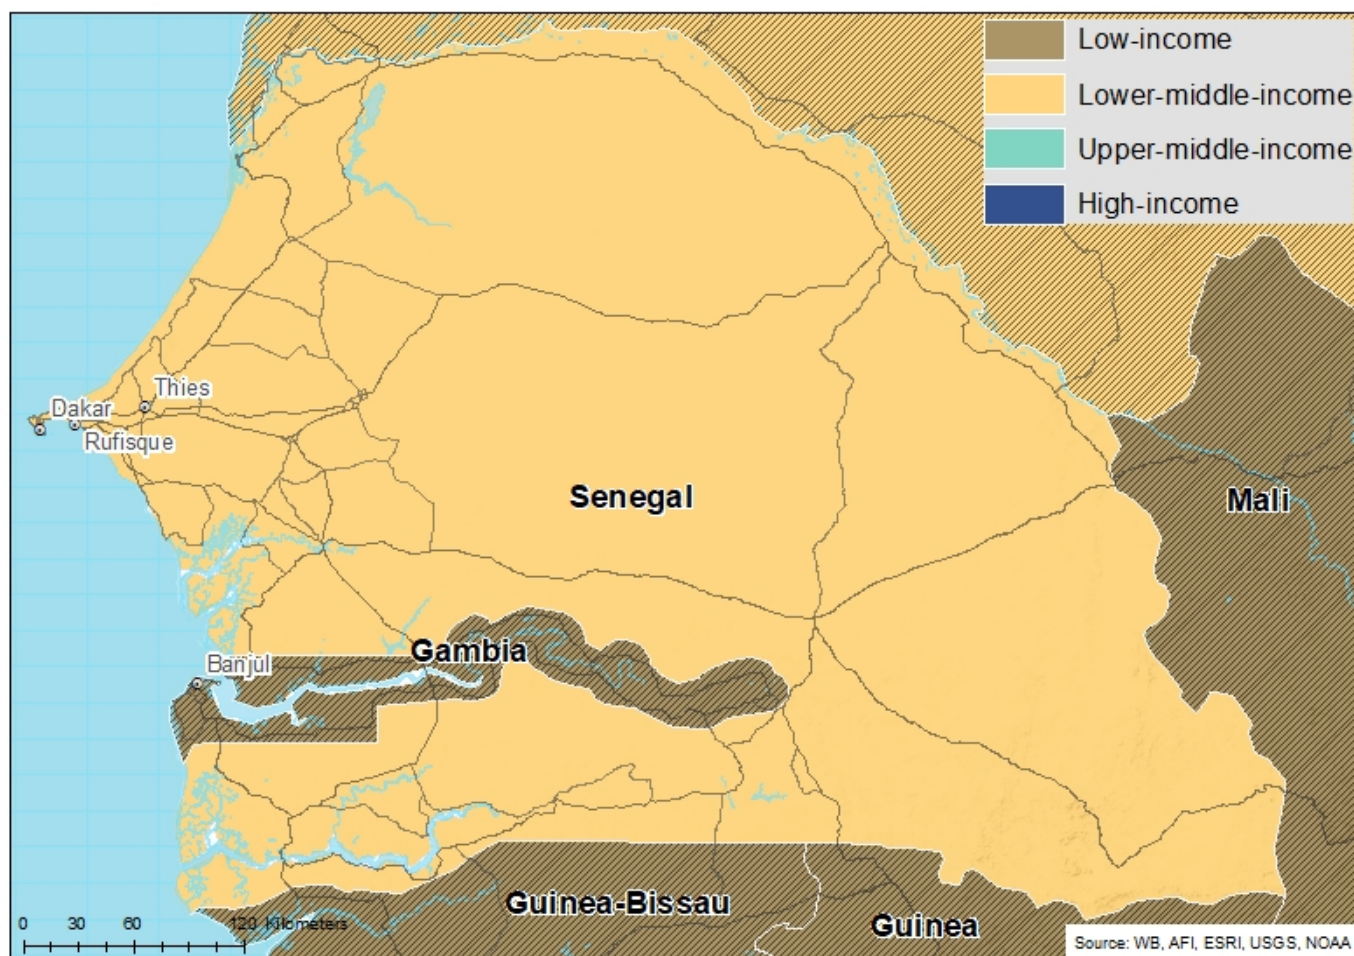 Low-income
Lower-middle-income
Upper-middle-income
High-income
Thies
Dakar
Rufisque
Senegal
Mali
Gambia
Banjul
Guinea-Bissau
Guinea
0 30 60 120 Kilometers
Source: WB, AFI, ESRI, USGS, NOAA